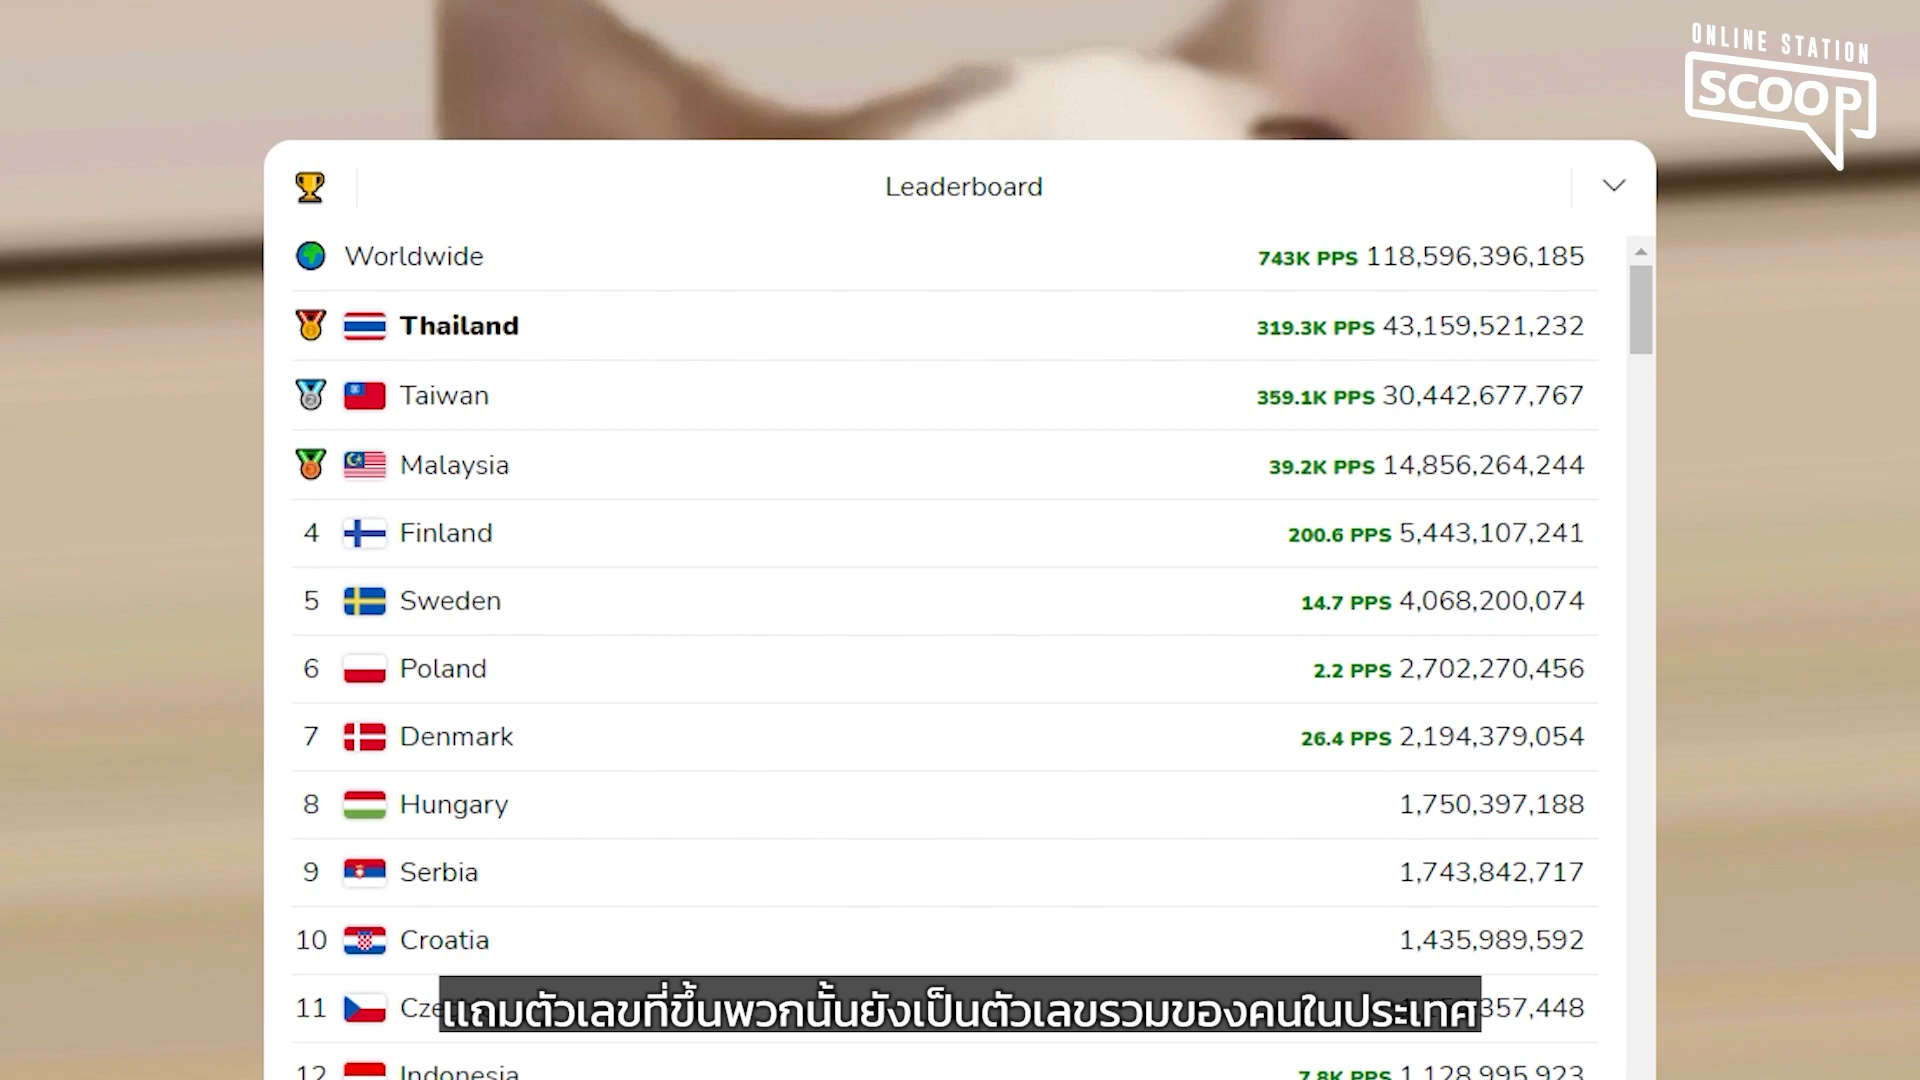 ONLINE STATION
SCOOP
Leaderboard
Worldwide 743K PPS 118,596,396,185
Thailand 319.3K PPS 43,159,521,232
Taiwan 359.1K PPS 30,442,677,767
Malaysia 39.2K PPS 14,856,264,244
4 Finland 200.6 PPS 5,443,107,241
5 Sweden 14.7 PPS 4,068,200,074
6 Poland 2.2 PPS 2,702,270,456
7 Denmark 26.4 PPS 2,194,379,054
8 Hungary 1,750,397,188
9 Serbia 1,743,842,717
10 Croatia 1,435,989,592
11
แถมตัวเลขที่ขึ้นพวกนั้นยังเป็นตัวเลขรวมของคนในประเทศ
12 Indonesia 7.8K PPS 1,128,995,923